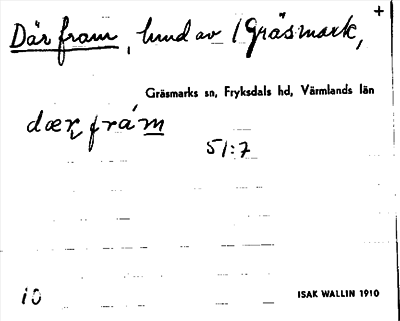 +
Där fram, lund av /Gräsmark,
Gräsmarks sn, Fryksdals hd, Värmlands län
dæɽ frám
51:7
10
ISAK WALLIN 1910